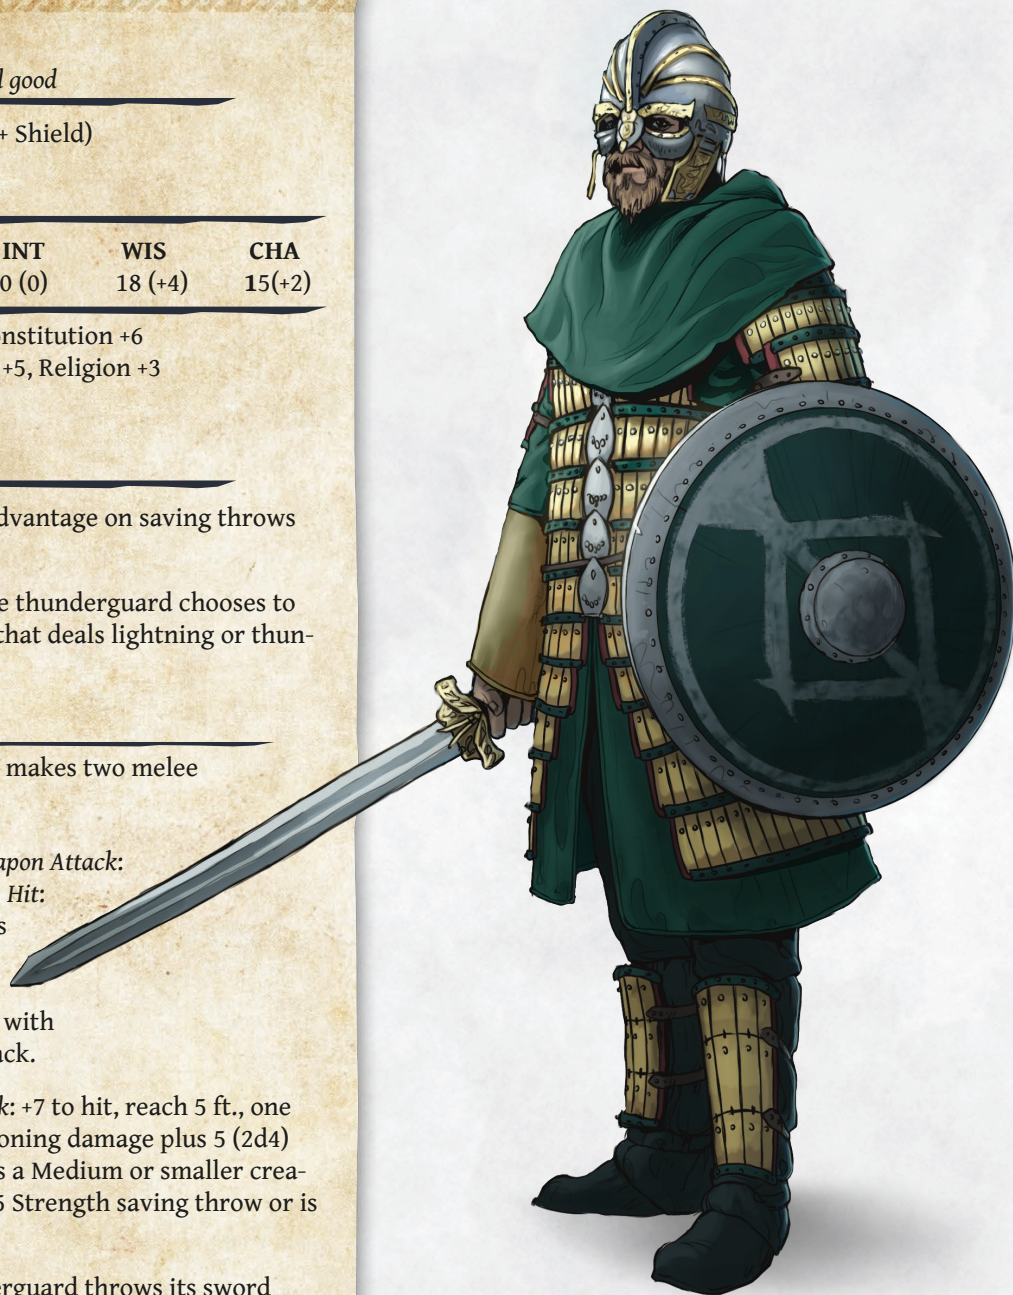 l good
+ Shield)
INT WIS CHA
0 (0) 18 (+4) 15(+2)
nstitution +6
+5, Religion +3
dvantage on saving throws
e thunderguard chooses to
that deals lightning or thun-
makes two melee
apon Attack:
Hit:
s
with
ack.
k: +7 to hit, reach 5 ft., one
oning damage plus 5 (2d4)
s a Medium or smaller crea-
5 Strength saving throw or is
erguard throws its sword